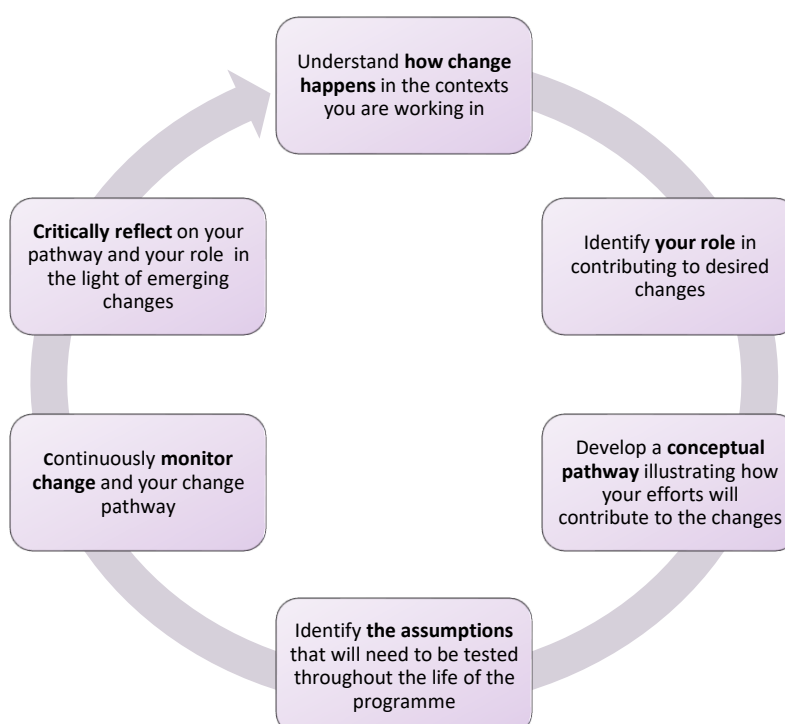 Understand how change
happens in the contexts
you are working in
Identify your role in
contributing to desired
changes
Develop a conceptual
pathway illustrating how
your efforts will
contribute to the changes
Identify the assumptions
that will need to be tested
throughout the life of the
programme
Continuously monitor
change and your change
pathway
Critically reflect on your
pathway and your role in
the light of emerging
changes